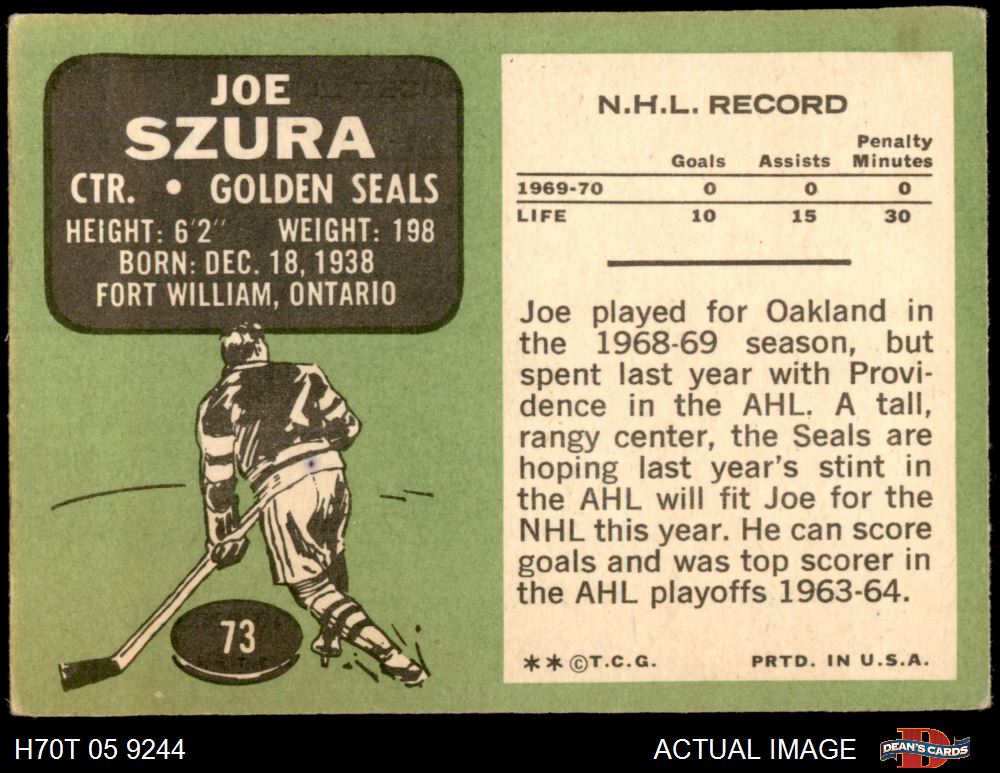 JOE
SZURA
CTR. • GOLDEN SEALS
HEIGHT: 6'2" WEIGHT: 198
BORN: DEC. 18, 1938
FORT WILLIAM, ONTARIO
73
N.H.L. RECORD
Goals Assists Penalty Minutes
1969-70 0 0 0
LIFE 10 15 30
Joe played for Oakland in
the 1968-69 season, but
spent last year with Provi-
dence in the AHL. A tall,
rangy center, the Seals are
hoping last year's stint in
the AHL will fit Joe for the
NHL this year. He can score
goals and was top scorer in
the AHL playoffs 1963-64.
**©T.C.G. PRTD. IN U.S.A.
H70T 05 9244
ACTUAL IMAGE
D
DEAN'S CARDS